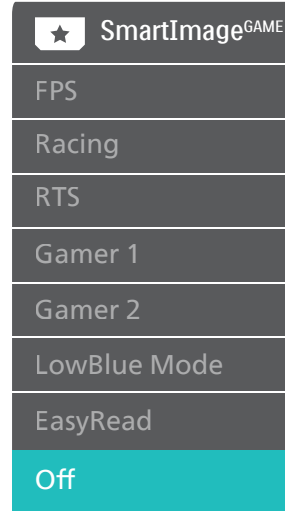 SmartImageGAME
FPS
Racing
RTS
Gamer 1
Gamer 2
LowBlue Mode
EasyRead
Off